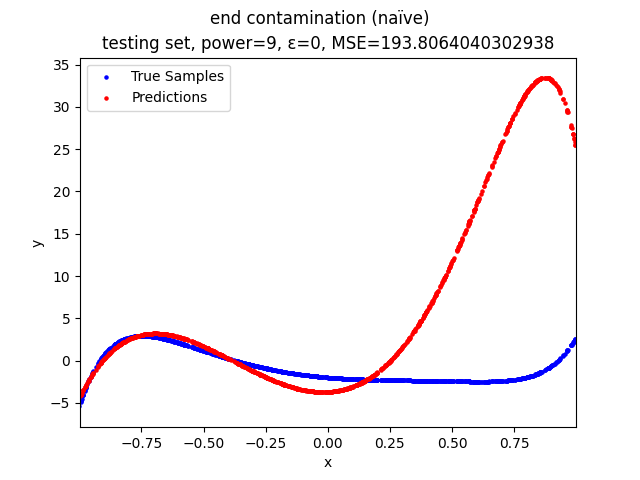 end contamination (naïve)
testing set, power=9, ε=0, MSE=193.8064040302938
True Samples
Predictions
35
30
25
20
15
10
5
0
−5
y
−0.75
−0.50
−0.25
0.00
0.25
0.50
0.75
x